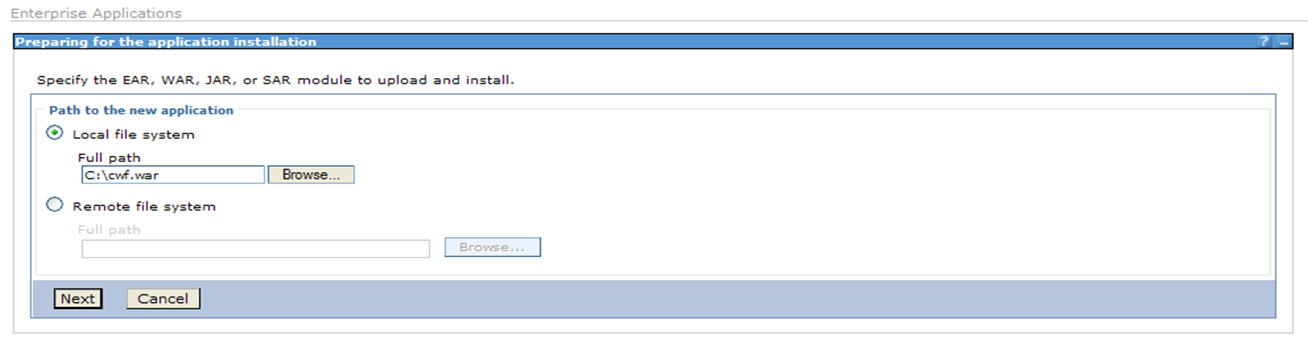 Enterprise Applications
Preparing for the application installation ? –
Specify the EAR, WAR, JAR, or SAR module to upload and install.
Path to the new application
Local file system
Full path
C:\cwf.war Browse...
Remote file system
Full path
Browse...
Next Cancel